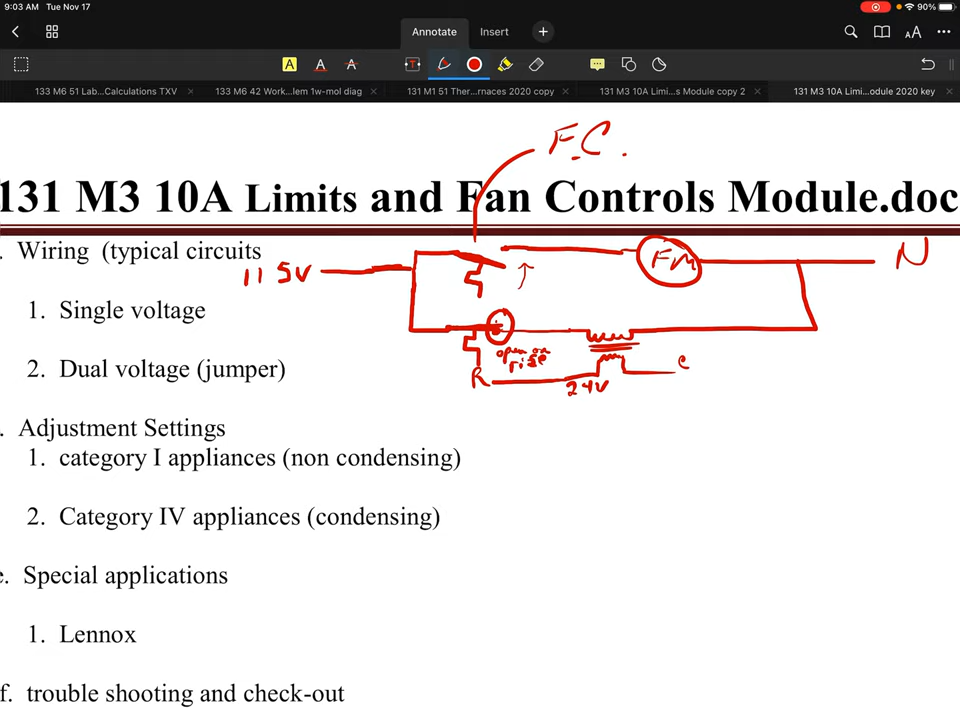 9:03 AM Tue Nov 17
90%
Annotate Insert
133 M6 51 Lab...Calculations TXV
133 M6 42 Work...lem 1w-mol diag
131 M1 51 Ther...rnaces 2020 copy
131 M3 10A Limi...s Module copy 2
131 M3 10A Limi...odule 2020 key
F.C.
131 M3 10A Limits and Fan Controls Module.doc
. Wiring (typical circuits
115V
FM
N
1. Single voltage
open on
rise
2. Dual voltage (jumper)
R
24V
C
. Adjustment Settings
1. category I appliances (non condensing)
2. Category IV appliances (condensing)
e. Special applications
1. Lennox
f. trouble shooting and check-out